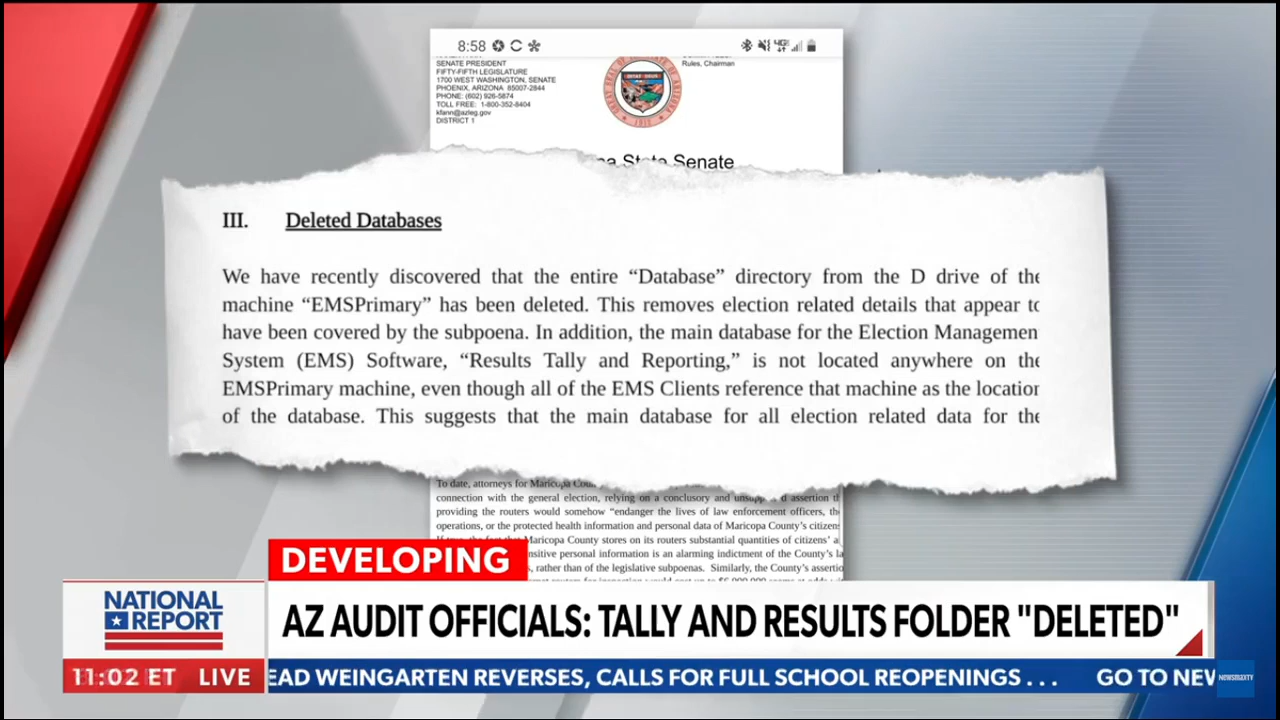 8:58
SENATE PRESIDENT
FIFTY-FIFTH LEGISLATURE
1700 WEST WASHINGTON, SENATE
PHOENIX, ARIZONA 85007-2844
PHONE: (602) 926-5874
TOLL FREE: 1-800-352-8404
kfann@azleg.gov
DISTRICT 1
Rules, Chairman
State Senate
III. Deleted Databases
We have recently discovered that the entire “Database” directory from the D drive of the
machine “EMSPrimary” has been deleted. This removes election related details that appear to
have been covered by the subpoena. In addition, the main database for the Election Managemen
System (EMS) Software, “Results Tally and Reporting,” is not located anywhere on the
EMSPrimary machine, even though all of the EMS Clients reference that machine as the location
of the database. This suggests that the main database for all election related data for the
To date, attorneys for Maricopa
connection with the general election, relying on a conclusory and assertion
providing the routers would somehow “endanger the lives of law enforcement officers,
operations, or the protected health information and personal data of Maricopa County’s citizens
Maricopa County stores on its routers substantial quantities of citizens’
sensitive personal information is an alarming indictment of the County’s
, rather than of the legislative subpoenas. Similarly, the County’s
DEVELOPING
NATIONAL
REPORT
AZ AUDIT OFFICIALS: TALLY AND RESULTS FOLDER "DELETED"
11:02 ET LIVE
EAD WEINGARTEN REVERSES, CALLS FOR FULL SCHOOL REOPENINGS . . . GO TO NEW
NEWSMAXTV